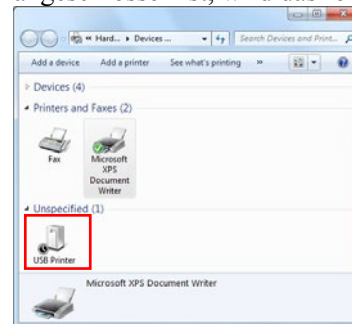 Hard... ▸ Devices ...
Search Devices and Print...
Add a device Add a printer See what's printing »
Devices (4)
Printers and Faxes (2)
Fax
Microsoft
XPS
Document
Writer
Unspecified (1)
USB Printer
Microsoft XPS Document Writer